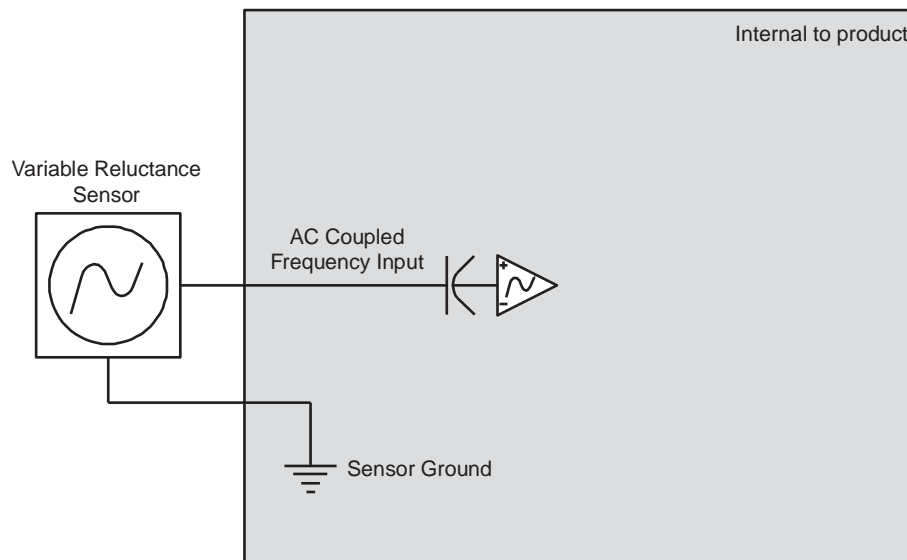 Internal to product
Variable Reluctance
Sensor
AC Coupled
Frequency Input
+
−
Sensor Ground